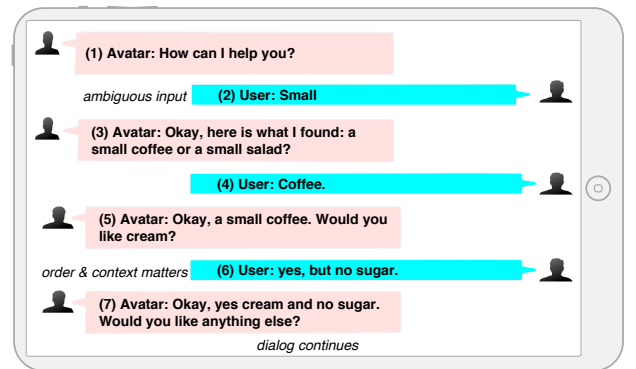 (1) Avatar: How can I help you?
ambiguous input (2) User: Small
(3) Avatar: Okay, here is what I found: a
small coffee or a small salad?
(4) User: Coffee.
(5) Avatar: Okay, a small coffee. Would you
like cream?
order & context matters (6) User: yes, but no sugar.
(7) Avatar: Okay, yes cream and no sugar.
Would you like anything else?
dialog continues